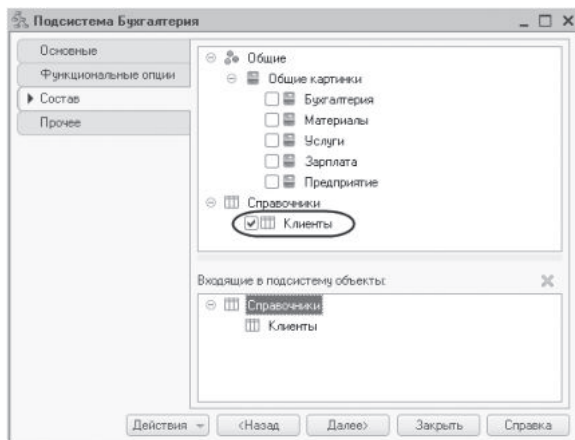 Подсистема Бухгалтерия
Основные
Функциональные опции
Состав
Прочее
Общие
Общие картинки
Бухгалтерия
Материалы
Услуги
Зарплата
Предприятие
Справочники
Клиенты
Входящие в подсистему объекты:
Справочники
Клиенты
Действия
<Назад
Далее>
Закрыть
Справка